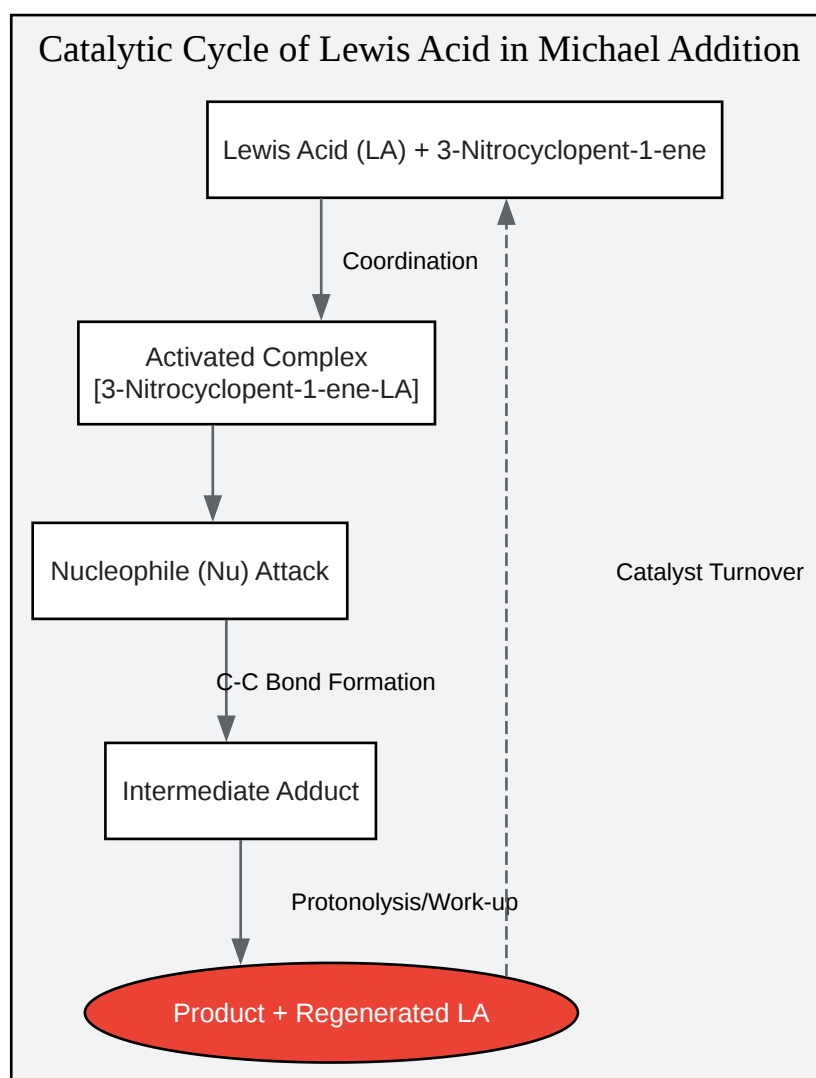 Catalytic Cycle of Lewis Acid in Michael Addition
Lewis Acid (LA) + 3-Nitrocyclopent-1-ene
Coordination
Activated Complex
[3-Nitrocyclopent-1-ene-LA]
Nucleophile (Nu) Attack
Catalyst Turnover
C-C Bond Formation
Intermediate Adduct
Protonolysis/Work-up
Product + Regenerated LA